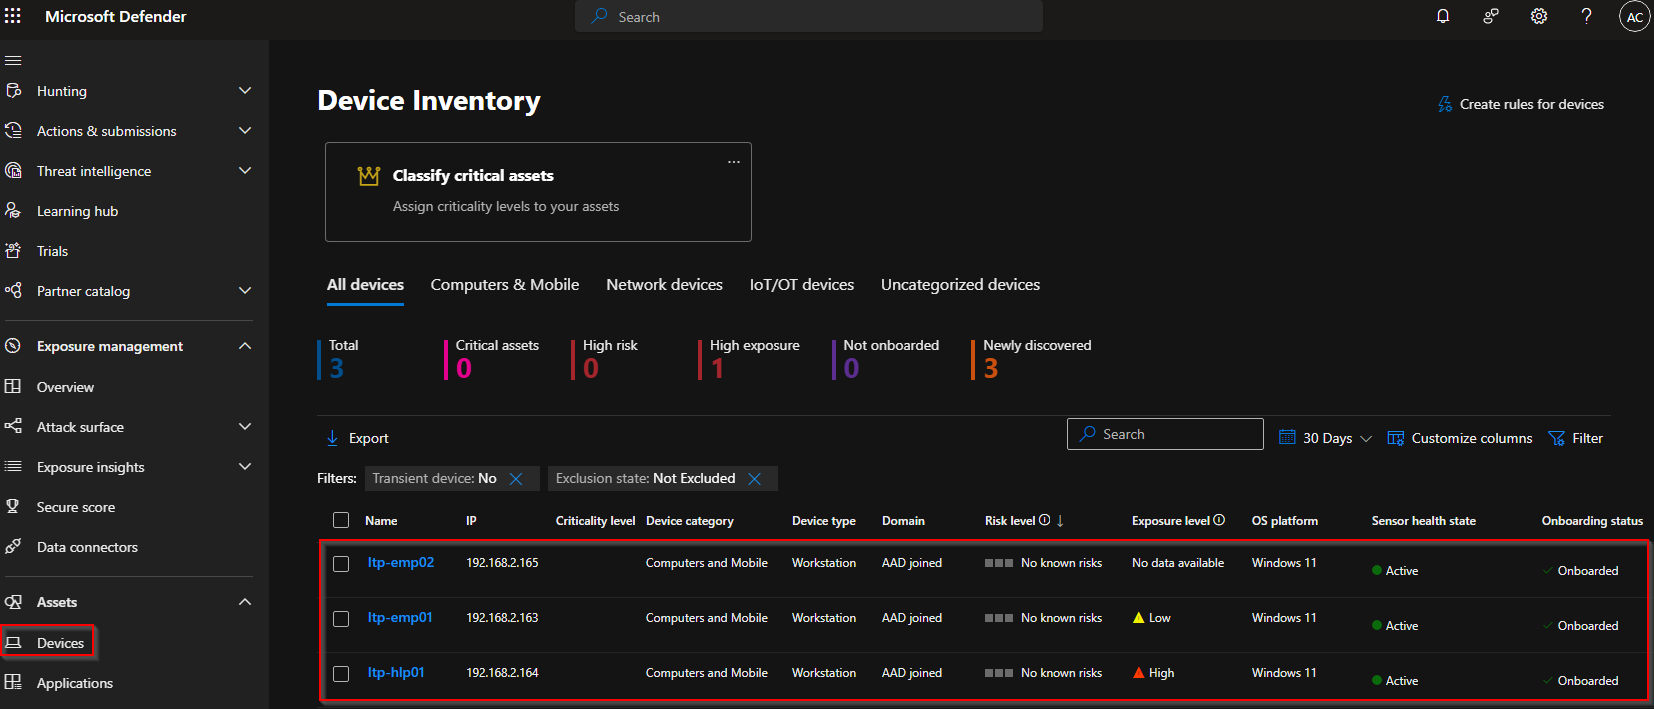 Microsoft Defender
Search
AC
Hunting
Actions & submissions
Threat intelligence
Learning hub
Trials
Partner catalog
Exposure management
Overview
Attack surface
Exposure insights
Secure score
Data connectors
Assets
Devices
Applications
Device Inventory
Create rules for devices
Classify critical assets
Assign criticality levels to your assets
All devices Computers & Mobile Network devices IoT/OT devices Uncategorized devices
Total Critical assets High risk High exposure Not onboarded Newly discovered
3 0 0 1 0 3
Export Search 30 Days Customize columns Filter
Filters: Transient device: No Exclusion state: Not Excluded
Name IP Criticality level Device category Device type Domain Risk level Exposure level OS platform Sensor health state Onboarding status
ltp-emp02 192.168.2.165 Computers and Mobile Workstation AAD joined No known risks No data available Windows 11 Active Onboarded
ltp-emp01 192.168.2.163 Computers and Mobile Workstation AAD joined No known risks Low Windows 11 Active Onboarded
ltp-hlp01 192.168.2.164 Computers and Mobile Workstation AAD joined No known risks High Windows 11 Active Onboarded